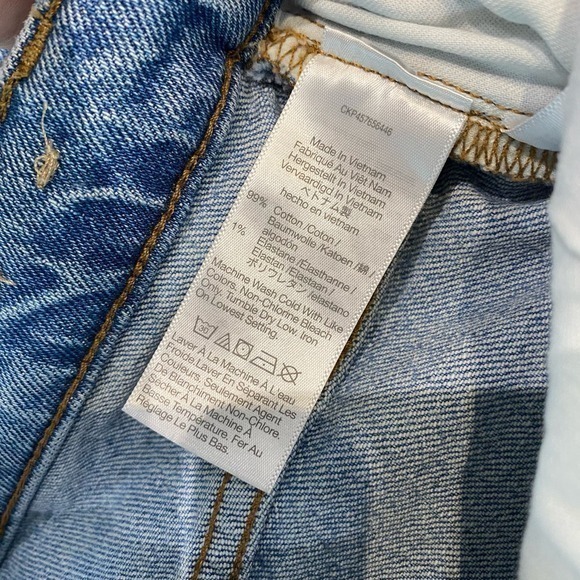 CKP457656446
Made In Vietnam
Fabriqué Au Việt Nam
Hergestellt In Vietnam
Vervaardigd In Vietnam
ベトナム製
hecho en vietnam
99% Cotton/Coton/
Baumwolle/Katoen/綿/
algodón
1% Elastane/Élasthanne/
Elastan/Elastaan/
ポリウレタン/elastano
Machine Wash Cold With Like
Colors. Non-Chlorine Bleach
Only. Tumble Dry Low. Iron
On Lowest Setting.
30
Laver À La Machine À L'eau
Froide Laver En Séparant Les
Couleurs. Seulement Agent
De Blanchiment Non-Chlore.
Sécher À La Machine À
Basse Température. Fer Au
Réglage Le Plus Bas.